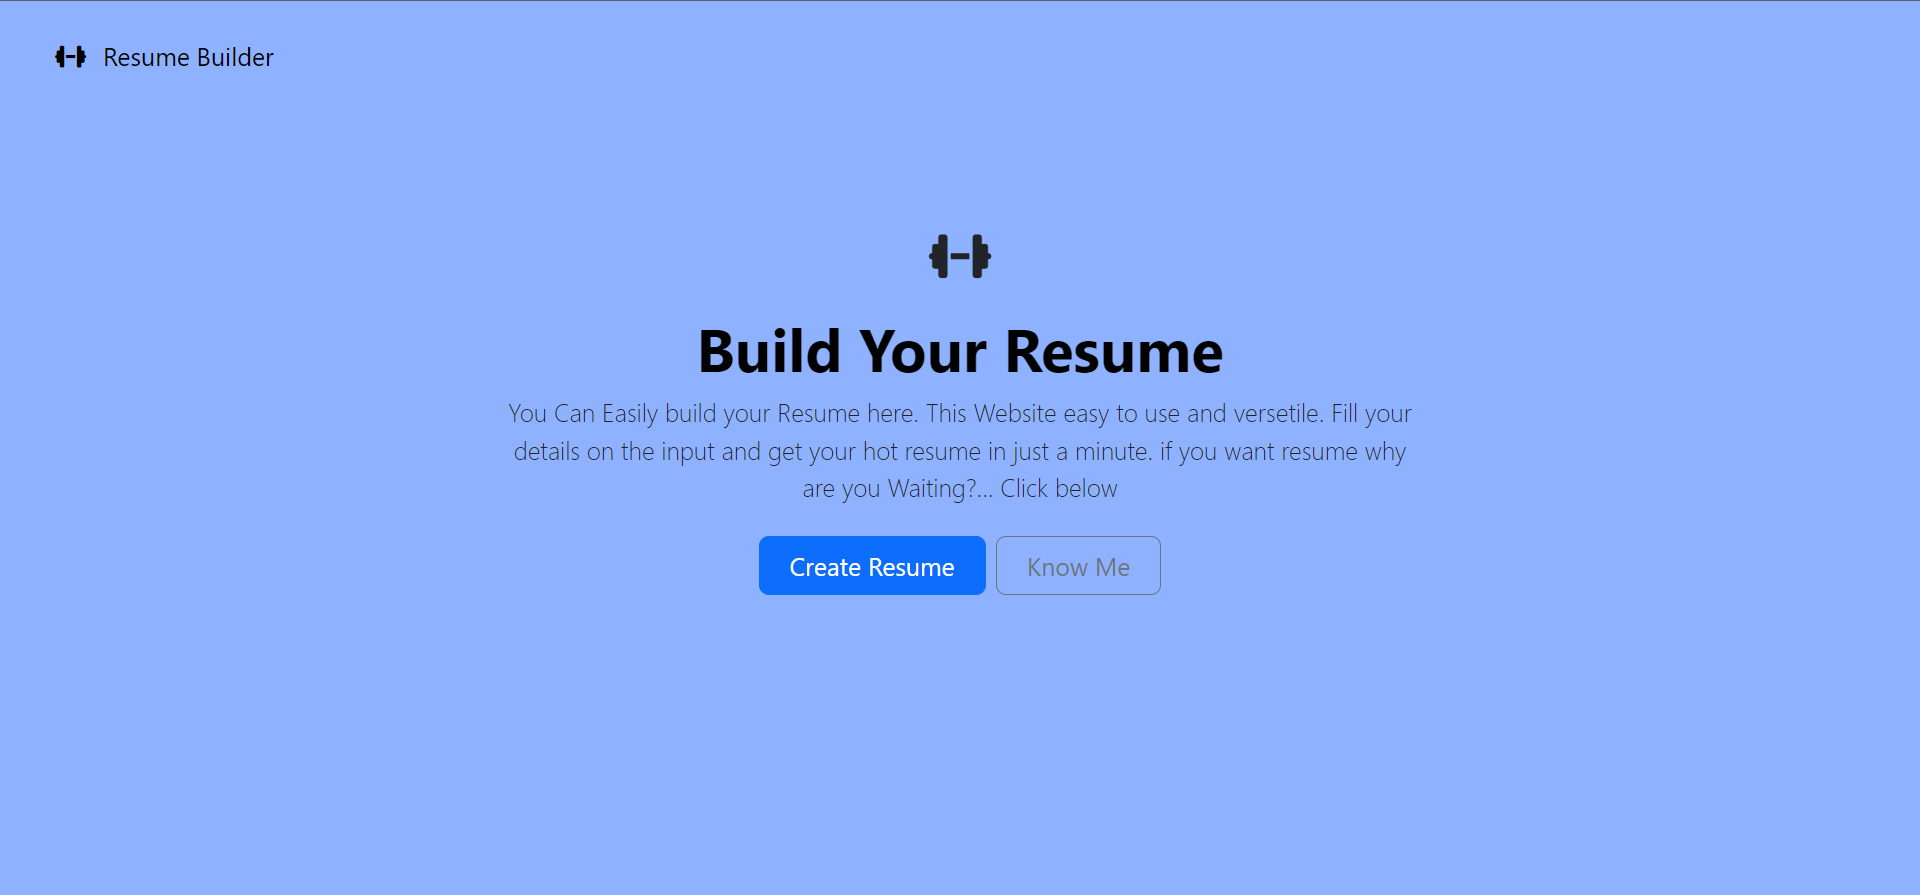 Resume Builder
Build Your Resume
You Can Easily build your Resume here. This Website easy to use and versetile. Fill your
details on the input and get your hot resume in just a minute. if you want resume why
are you Waiting?... Click below
Create Resume
Know Me